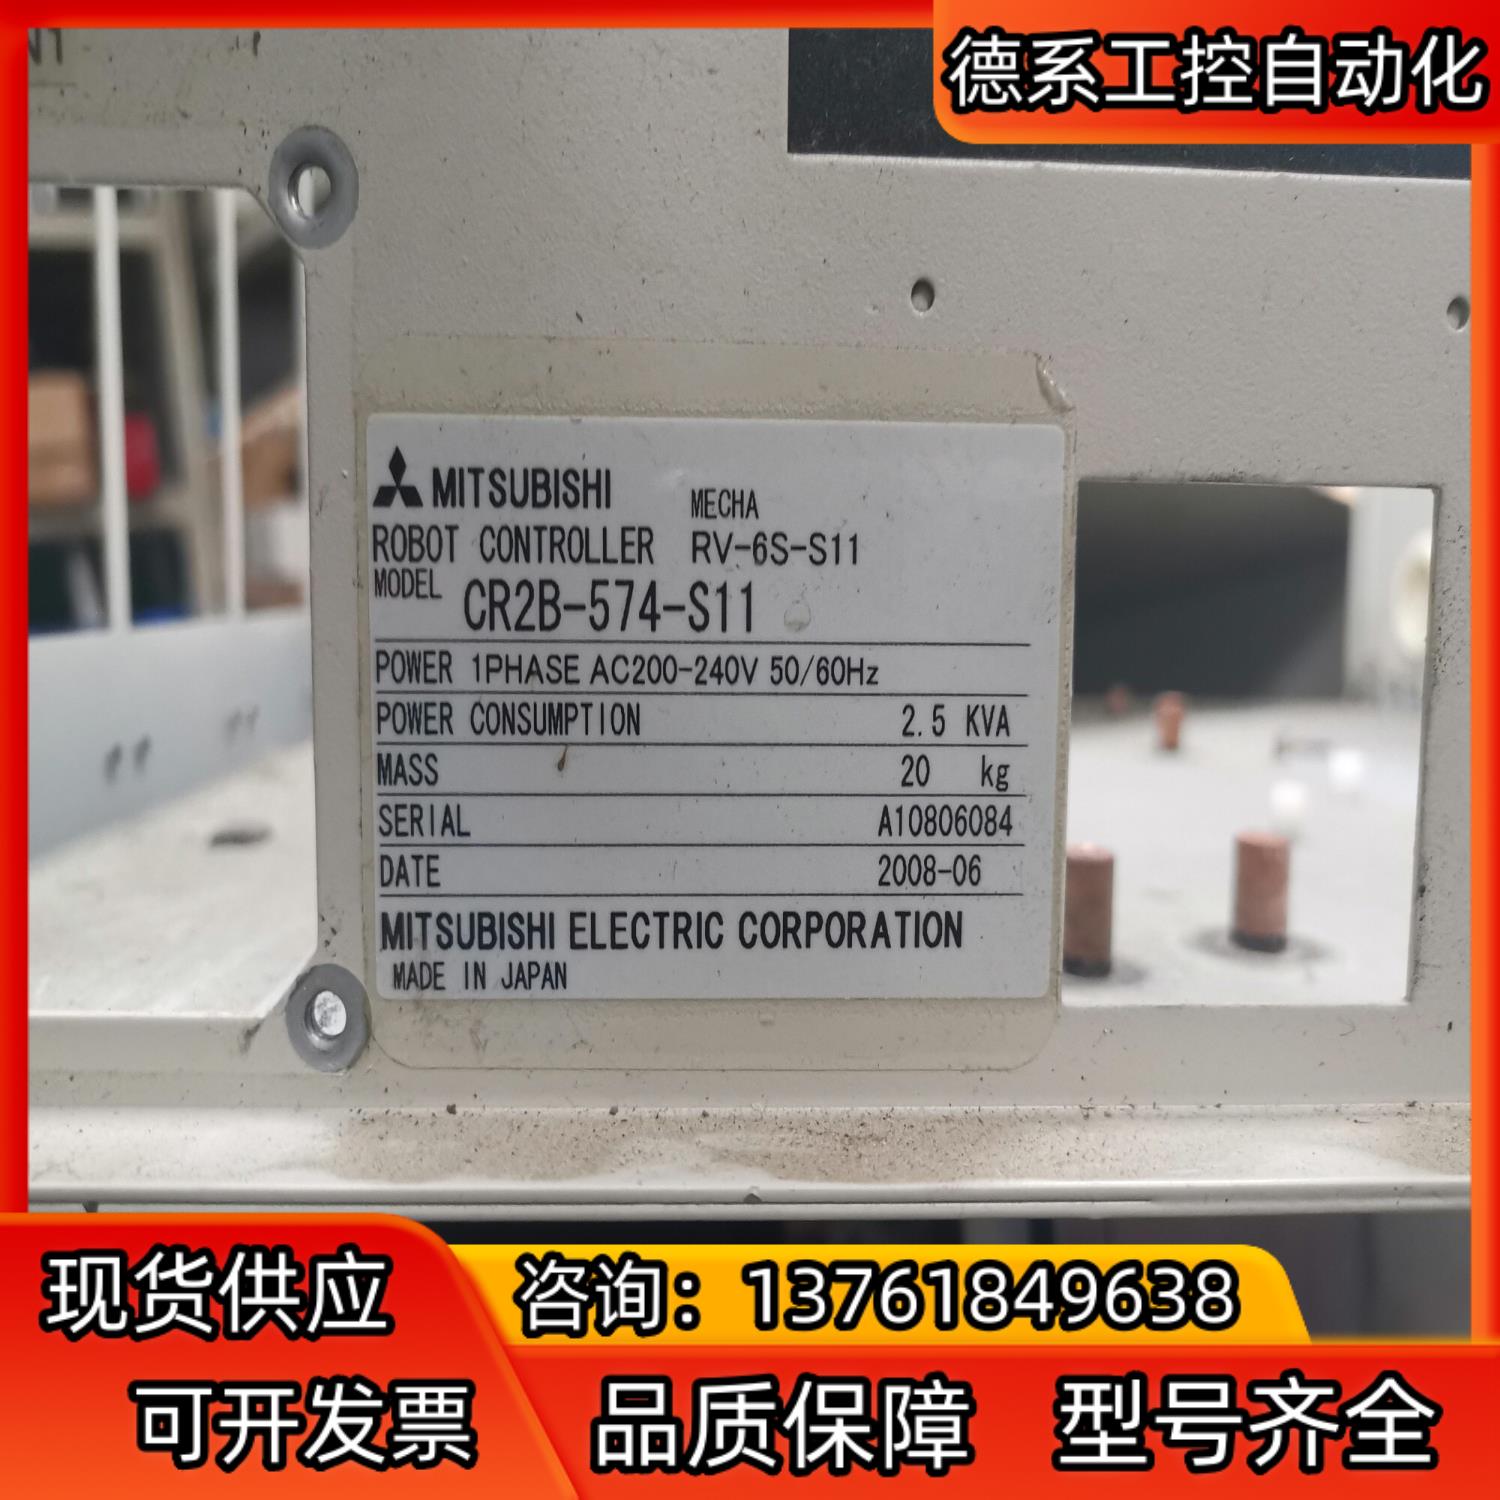 德系工控自动化
MITSUBISHI
MECHA
ROBOT CONTROLLER RV-6S-S11
MODEL CR2B-574-S11
POWER 1PHASE AC200-240V 50/60Hz
POWER CONSUMPTION 2.5 KVA
MASS 20 kg
SERIAL A10806084
DATE 2008-06
MITSUBISHI ELECTRIC CORPORATION
MADE IN JAPAN
现货供应
咨询：13761849638
可开发票
品质保障 型号齐全